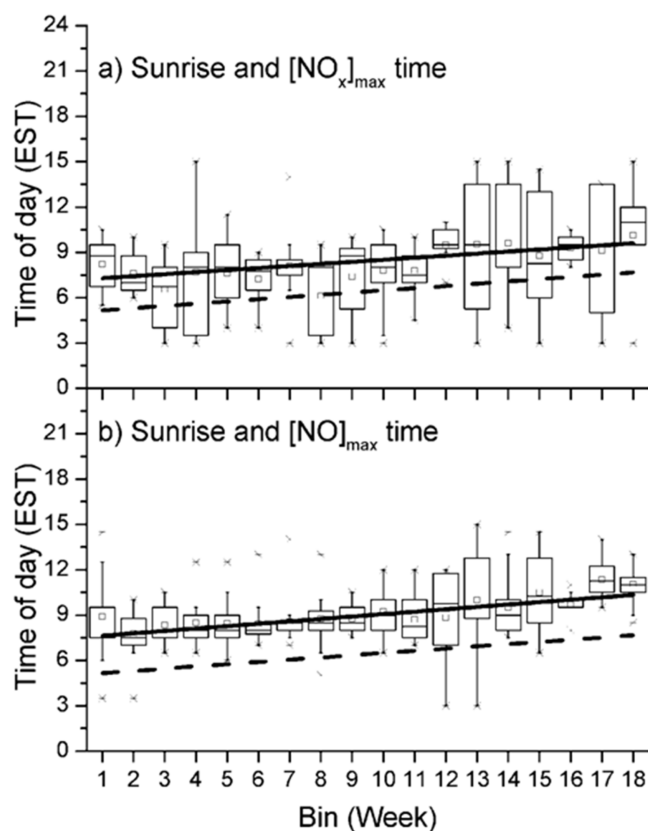 24
a) Sunrise and [NOx]max time
21
18
15
12
9
6
3
0
Time of day (EST)
b) Sunrise and [NO]max time
21
18
15
12
9
6
3
0
Time of day (EST)
1 2 3 4 5 6 7 8 9 10 11 12 13 14 15 16 17 18
Bin (Week)